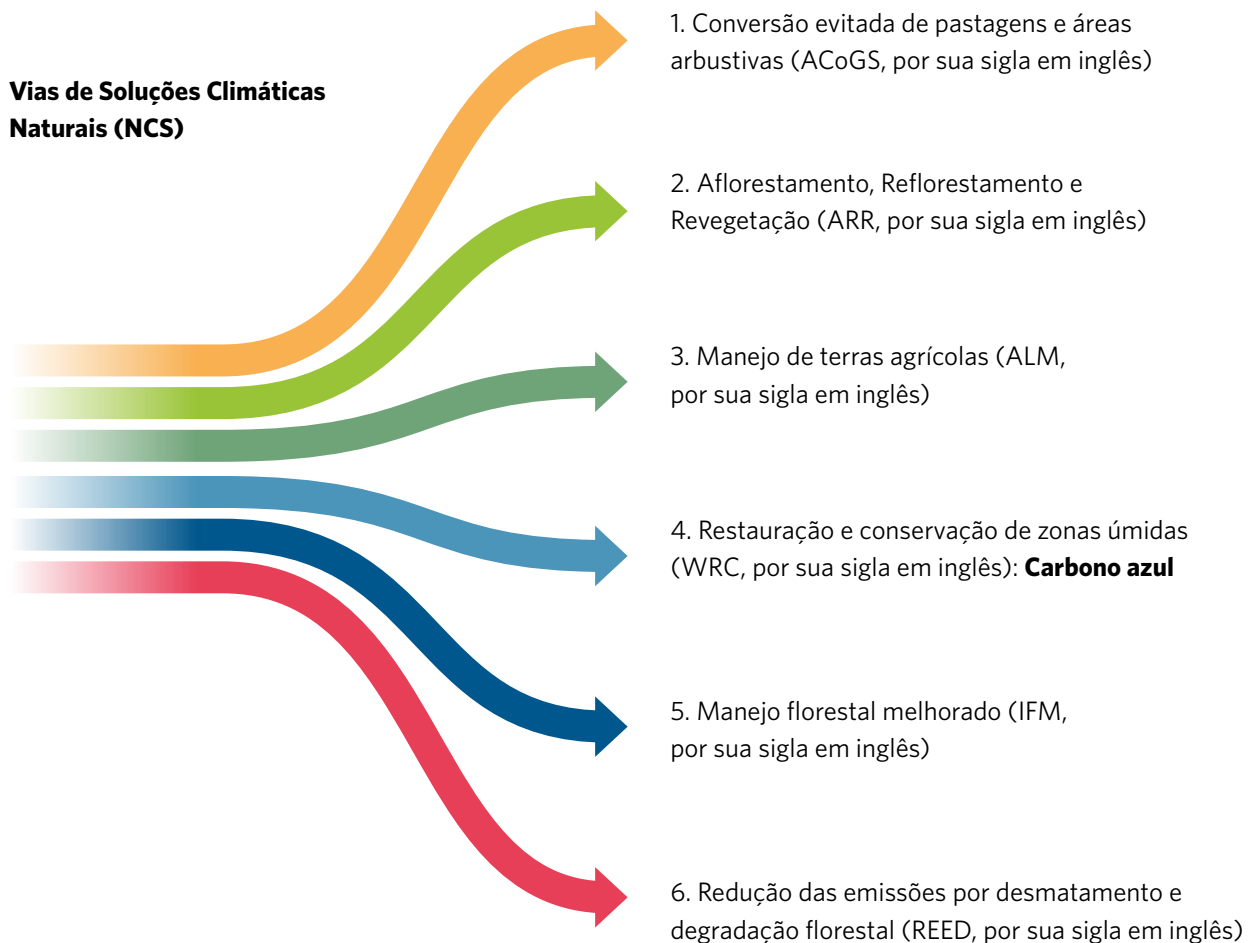 Vias de Soluções Climáticas
Naturais (NCS)
1. Conversão evitada de pastagens e áreas
arbustivas (ACoGS, por sua sigla em inglês)
2. Aflorestamento, Reflorestamento e
Revegetação (ARR, por sua sigla em inglês)
3. Manejo de terras agrícolas (ALM,
por sua sigla em inglês)
4. Restauração e conservação de zonas úmidas
(WRC, por sua sigla em inglês): Carbono azul
5. Manejo florestal melhorado (IFM,
por sua sigla em inglês)
6. Redução das emissões por desmatamento e
degradação florestal (REED, por sua sigla em inglês)